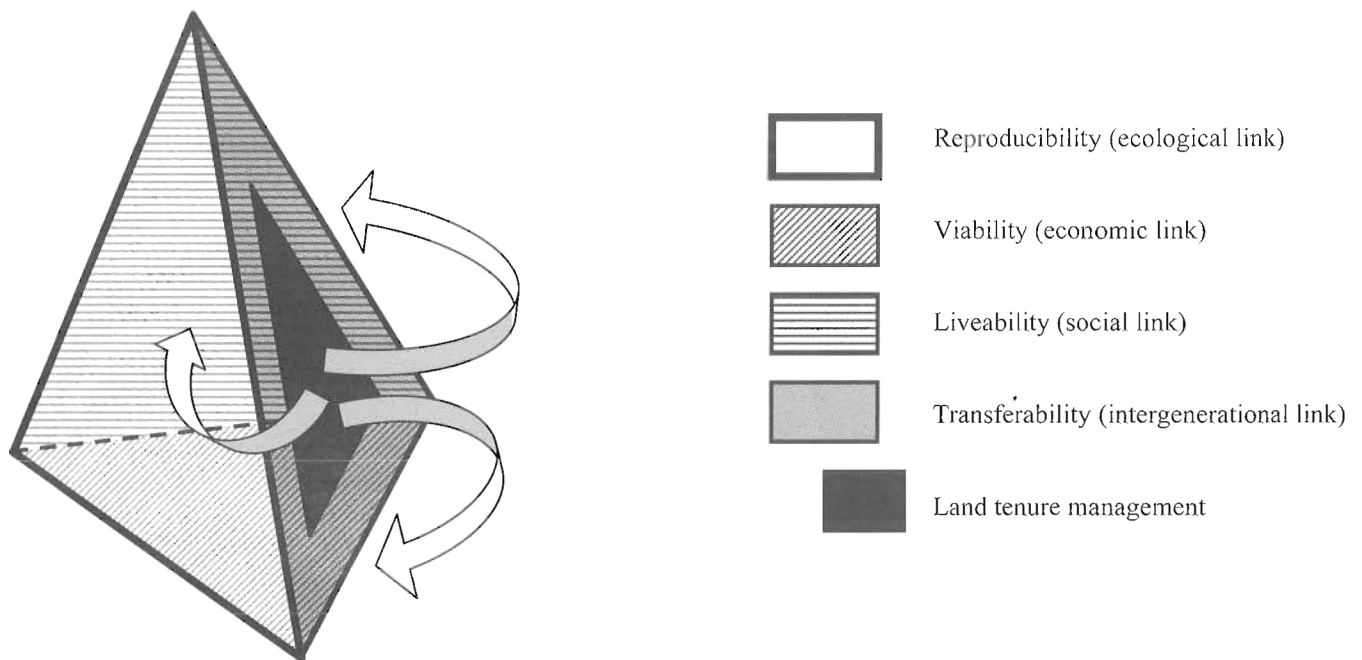 Reproducibility (ecological link)
Viability (economic link)
Liveability (social link)
Transferability (intergenerational link)
Land tenure management